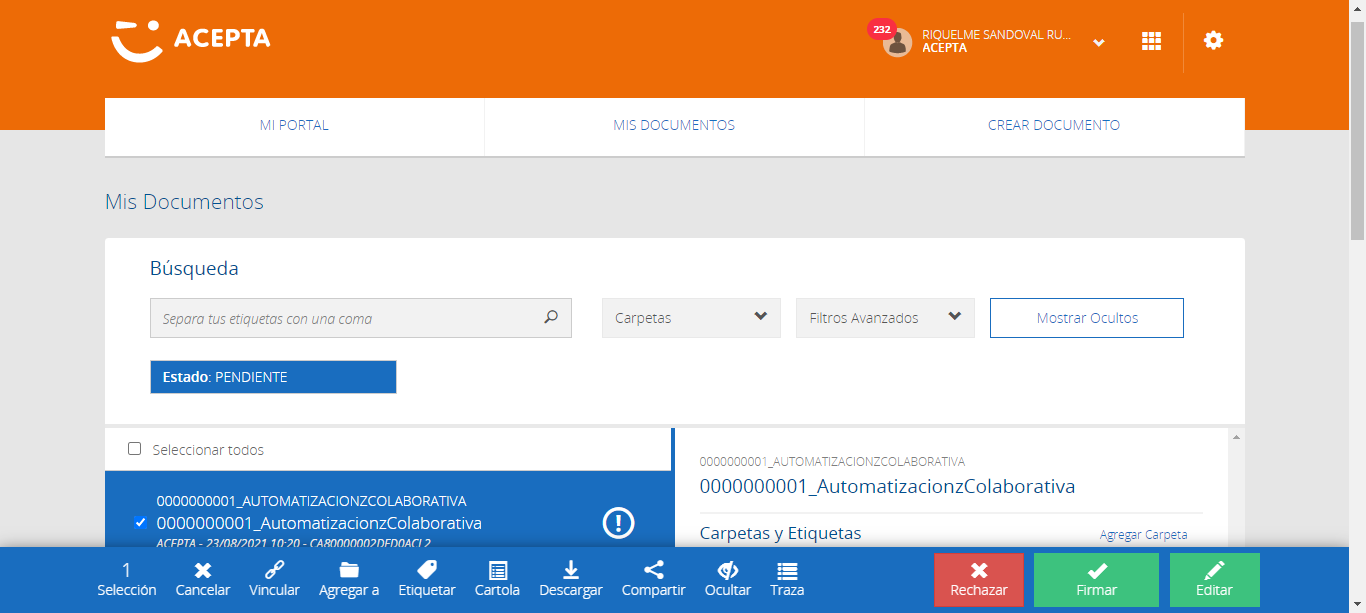 ACEPTA
232
RIQUELME SANDOVAL RU...
ACEPTA
MI PORTAL
MIS DOCUMENTOS
CREAR DOCUMENTO
Mis Documentos
Búsqueda
Separa tus etiquetas con una coma
Carpetas
Filtros Avanzados
Mostrar Ocultos
Estado: PENDIENTE
Seleccionar todos
0000000001_AUTOMATIZACIONZCOLABORATIVA
0000000001_AutomatizacionzColaborativa
ACEPTA - 23/08/2021 10:20 - CA80000002DED0ACL2
0000000001_AUTOMATIZACIONZCOLABORATIVA
0000000001_AutomatizacionzColaborativa
Carpetas y Etiquetas
Agregar Carpeta
1
Selección
Cancelar
Vincular
Agregar a
Etiquetar
Cartola
Descargar
Compartir
Ocultar
Traza
Rechazar
Firmar
Editar